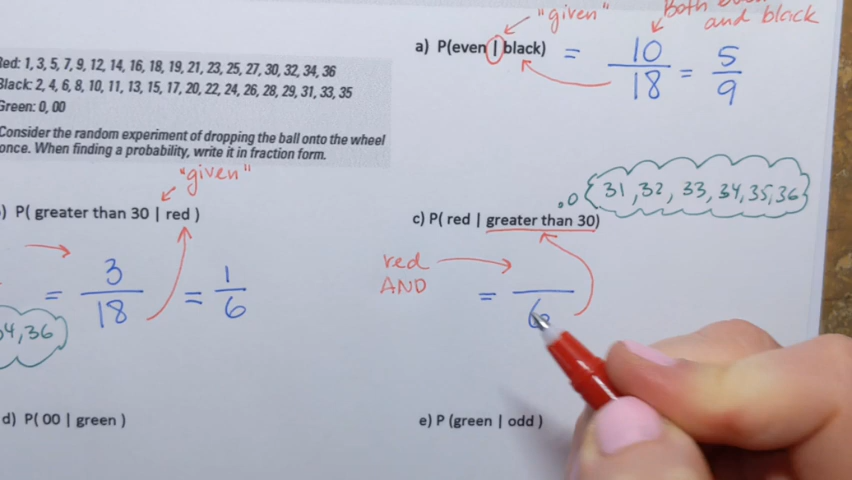 "given"
and black
a) P(even | black) = 10/18 = 5/9
Red: 1, 3, 5, 7, 9, 12, 14, 16, 18, 19, 21, 23, 25, 27, 30, 32, 34, 36
Black: 2, 4, 6, 8, 10, 11, 13, 15, 17, 20, 22, 24, 26, 28, 29, 31, 33, 35
Green: 0, 00
Consider the random experiment of dropping the ball onto the wheel
once. When finding a probability, write it in fraction form.
"given"
) P( greater than 30 | red )
= 3/18 = 1/6
34, 36
31, 32, 33, 34, 35, 36
c) P( red | greater than 30)
red
AND
= /6
d) P( 00 | green )
e) P (green | odd )